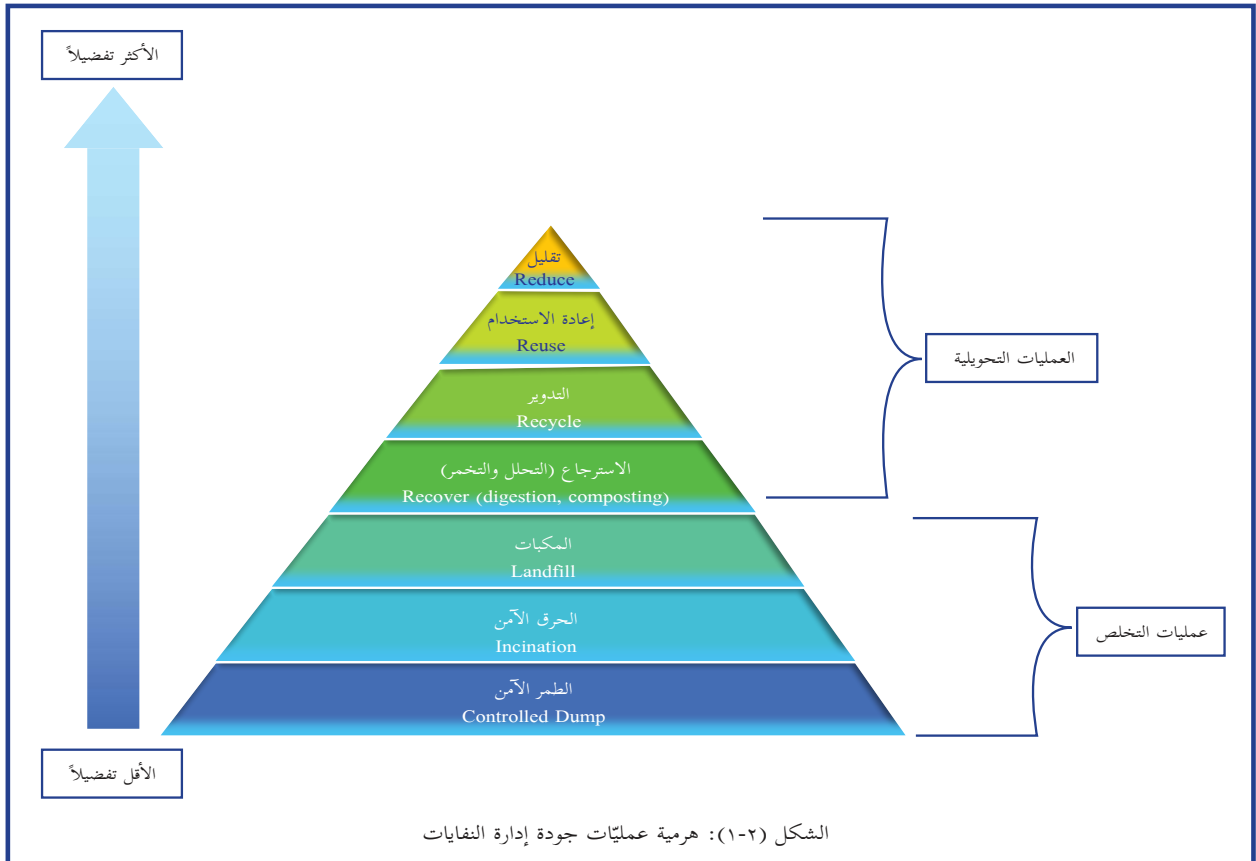 الأكثر تفضيلاً
تقليل
Reduce
إعادة الاستخدام
Reuse
التدوير
Recycle
الاسترجاع (التحلل والتخمر)
Recover (digestion, composting)
العمليات التحويلية
المكبات
Landfill
الحرق الآمن
Incination
الطمر الآمن
Controlled Dump
عمليات التخلص
الأقل تفضيلاً
الشكل (٢-١): هرمية عمليّات جودة إدارة النفايات